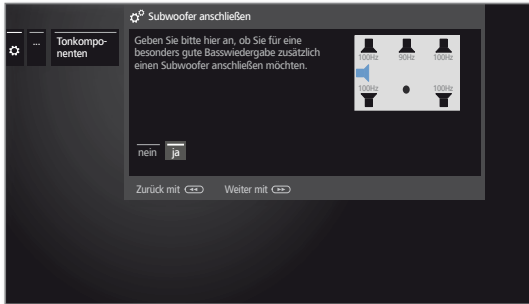 Subwoofer anschließen
...
Tonkompo-
nenten
Geben Sie bitte hier an, ob Sie für eine
besonders gute Basswiedergabe zusätzlich
einen Subwoofer anschließen möchten.
100Hz 90Hz 100Hz
100Hz 100Hz
nein ja
Zurück mit Weiter mit